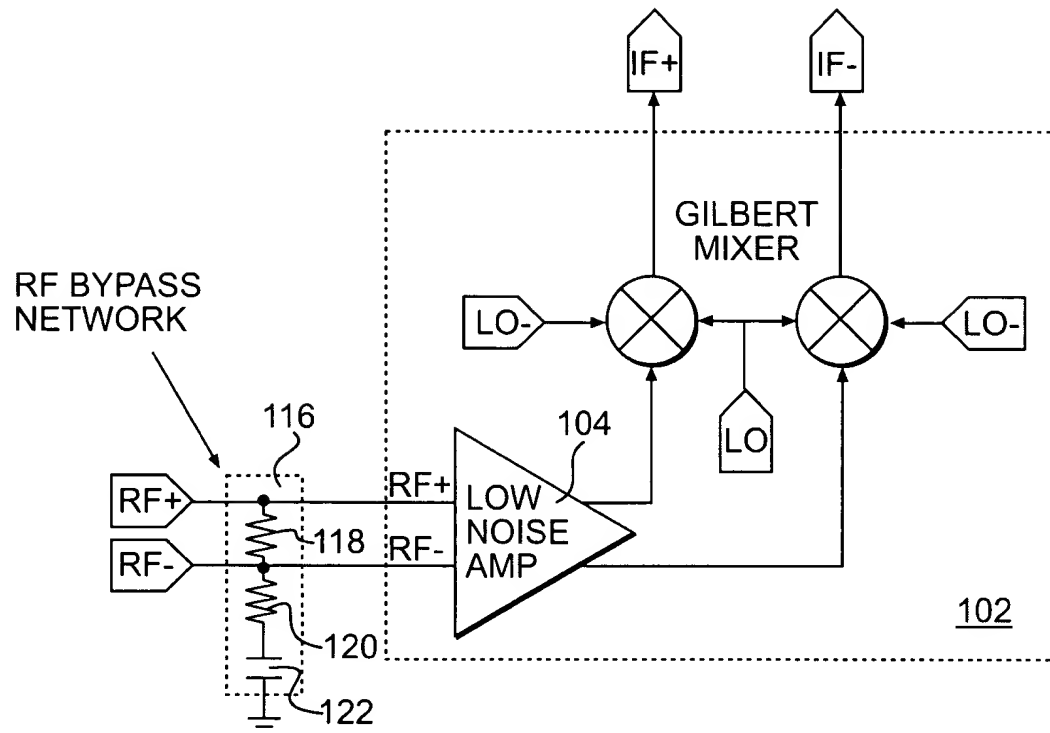 IF+
IF-
GILBERT
MIXER
RF BYPASS
NETWORK
LO-
LO-
116
104
LO
RF+
RF+
LOW
NOISE
AMP
118
RF-
RF-
120
102
122